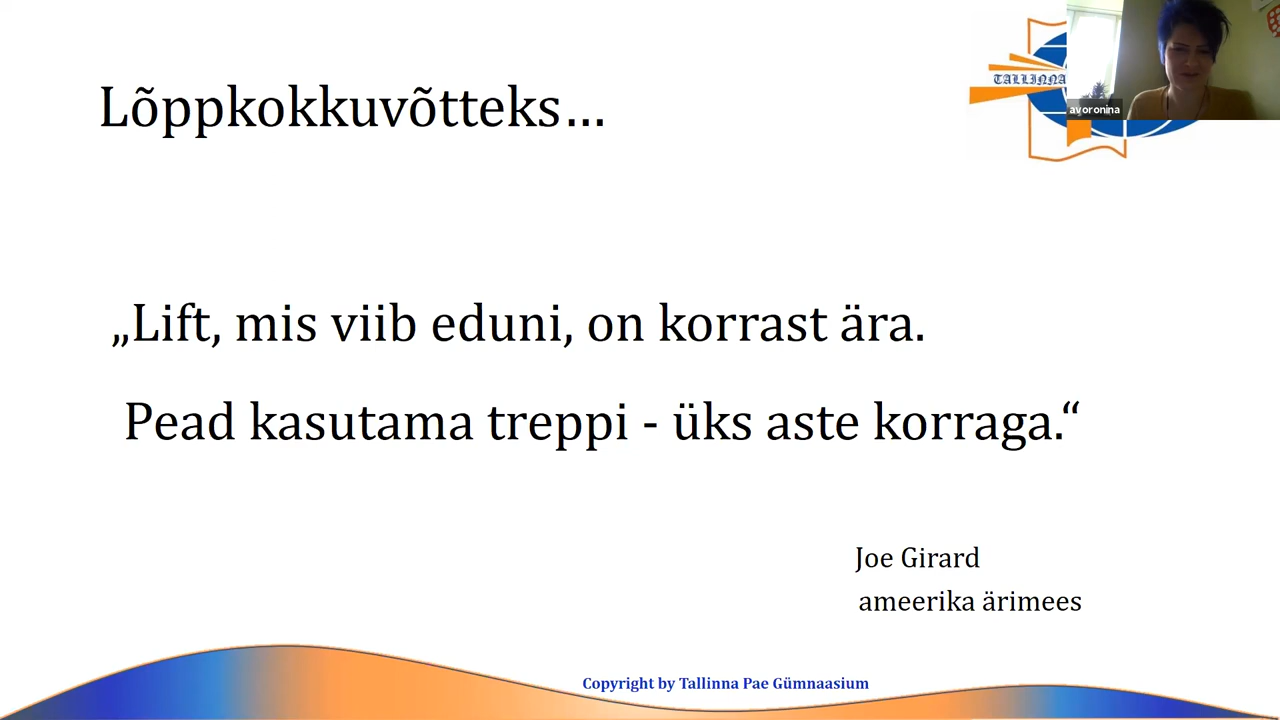 Lõppkokkuvõtteks…
TALLINNA
avoronina
„Lift, mis viib eduni, on korrast ära.
Pead kasutama treppi - üks aste korraga.“
Joe Girard
ameerika ärimees
Copyright by Tallinna Pae Gümnaasium